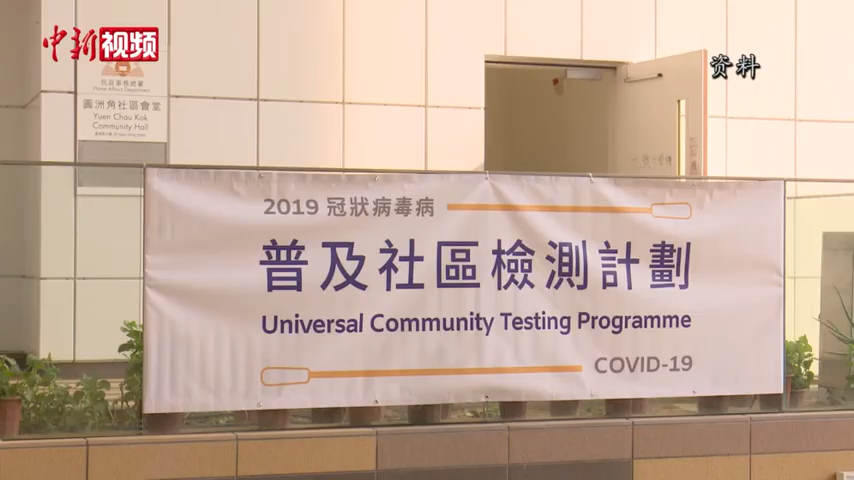 中新视频
资料
民政事務總署
Home Affairs Department
圓洲角社區會堂
Yuen Chau Kok
Community Hall
2019 冠狀病毒病
普及社區檢測計劃
Universal Community Testing Programme
COVID-19